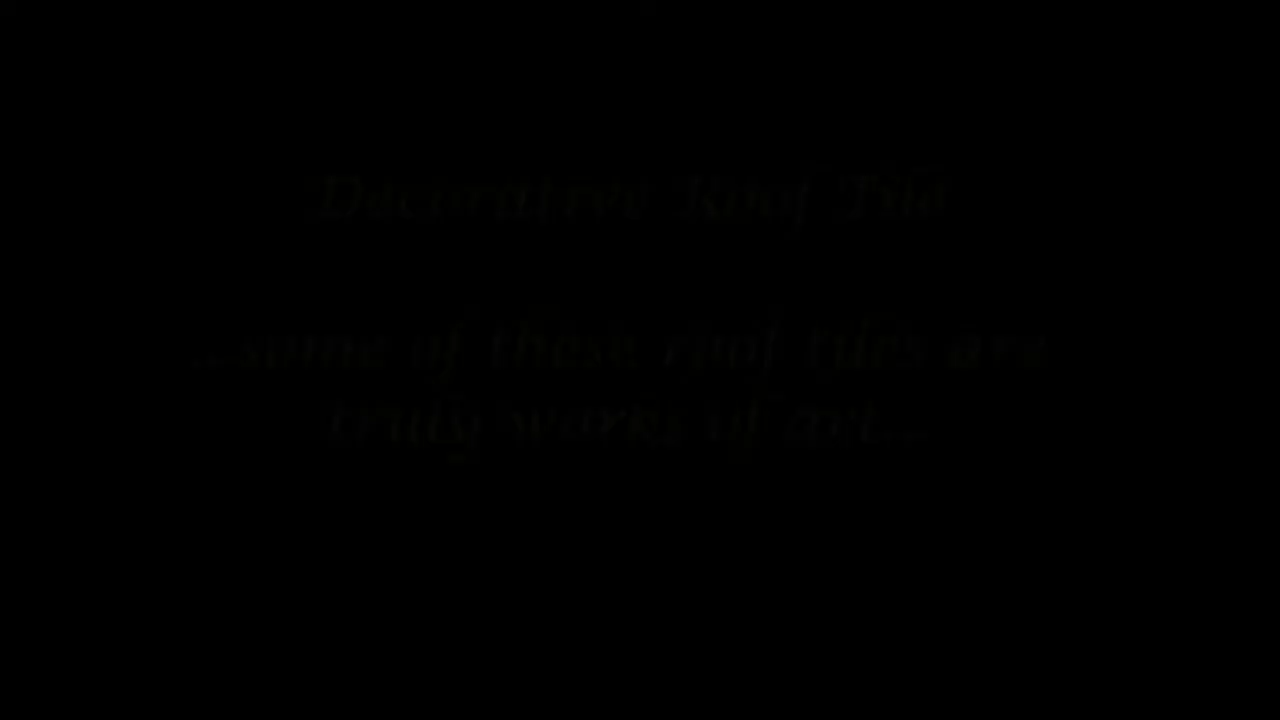 Decorative Roof Tile
...some of these roof tiles are
truly works of art...